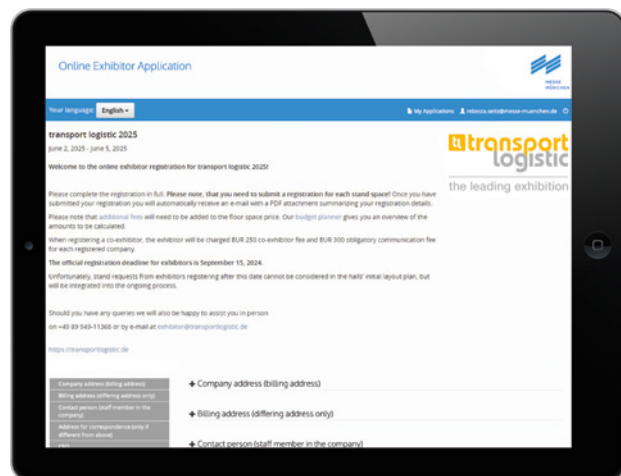 Online Exhibitor Application
MESSE
MÜNCHEN
Your language: English
My Applications rebecca.seitz@messe-muenchen.de
transport logistic 2025
June 2, 2025 - June 5, 2025
Welcome to the online exhibitor registration for transport logistic 2025!
tl transport
logistic
the leading exhibition
Please complete the registration in full. Please note, that you need to submit a registration for each stand space! Once you have
submitted your registration you will automatically receive an e-mail with a PDF attachment summarizing your registration details.
Please note that additional fees will need to be added to the floor space price. Our budget planner gives you an overview of the
amounts to be calculated.
When registering a co-exhibitor, the exhibitor will be charged EUR 250 co-exhibitor fee and EUR 300 obligatory communication fee
for each registered company.
The official registration deadline for exhibitors is September 15, 2024.
Unfortunately, stand requests from exhibitors registering after this date cannot be considered in the halls' initial layout plan, but
will be integrated into the ongoing process.
Should you have any queries we will also be happy to assist you in person
on +49 89 949-11368 or by e-mail at exhibitor@transportlogistic.de
https://transportlogistic.de
Company address (billing address)
Billing address (differing address only)
Contact person (staff member in the
company)
Address for correspondence (only if
different from above)
CEO
+ Company address (billing address)
+ Billing address (differing address only)
+ Contact person (staff member in the company)